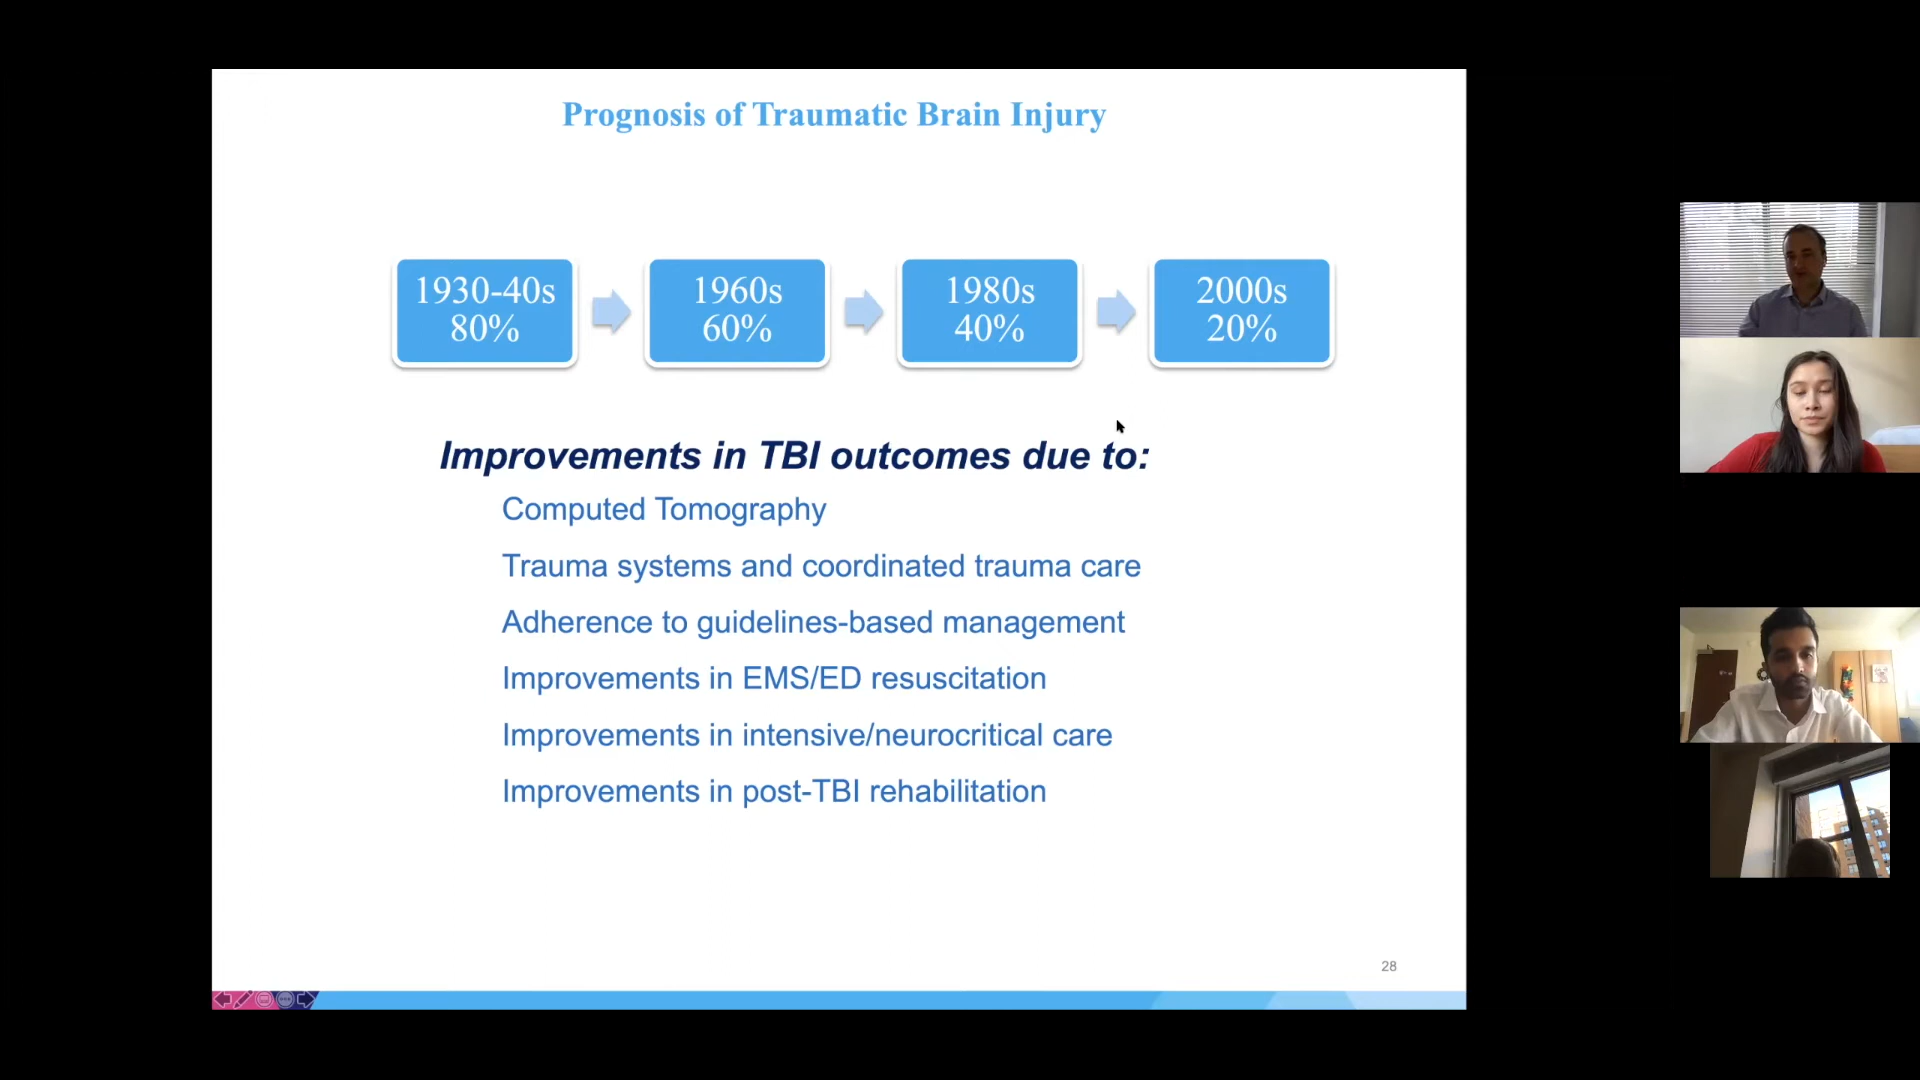 Prognosis of Traumatic Brain Injury
1930-40s
80%
1960s
60%
1980s
40%
2000s
20%
Improvements in TBI outcomes due to:
Computed Tomography
Trauma systems and coordinated trauma care
Adherence to guidelines-based management
Improvements in EMS/ED resuscitation
Improvements in intensive/neurocritical care
Improvements in post-TBI rehabilitation
28